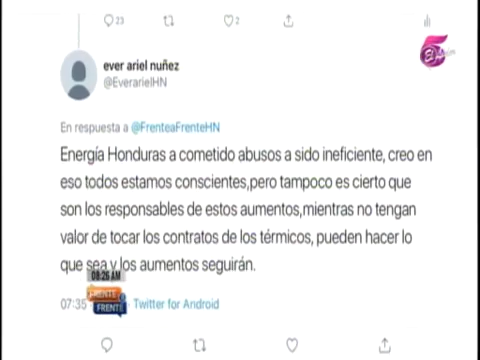 23
2
5
ever ariel nuñez
@EverarielHN
En respuesta a @FrenteaFrenteHN
Energía Honduras a cometido abusos a sido ineficiente, creo en
eso todos estamos conscientes,pero tampoco es cierto que
son los responsables de estos aumentos,mientras no tengan
valor de tocar los contratos de los térmicos, pueden hacer lo
que sea y los aumentos seguirán.
08:26 AM
FRENTE
FRENTE
07:35
Twitter for Android